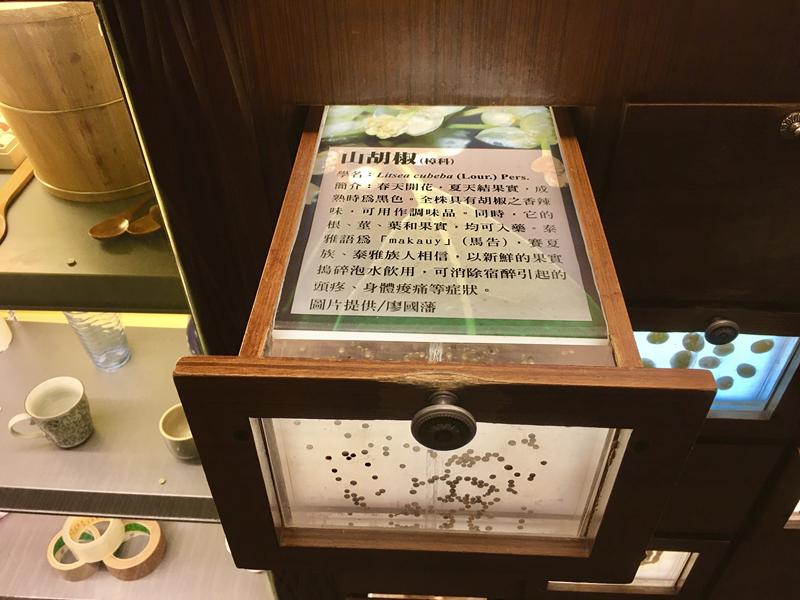 山胡椒(樟科)
學名：Litsea cubeba (Lour.) Pers.
簡介：春天開花，夏天結果實，成
熟時為黑色。全株具有胡椒之香辣
味，可用作調味品。同時，它的
根、莖、葉和果實，均可入藥。泰
雅語為「makauy」(馬告)、賽夏
族、泰雅族人相信，以新鮮的果實
搗碎泡水飲用，可消除宿醉引起的
頭疼、身體痠痛等症狀。
圖片提供/廖國藩